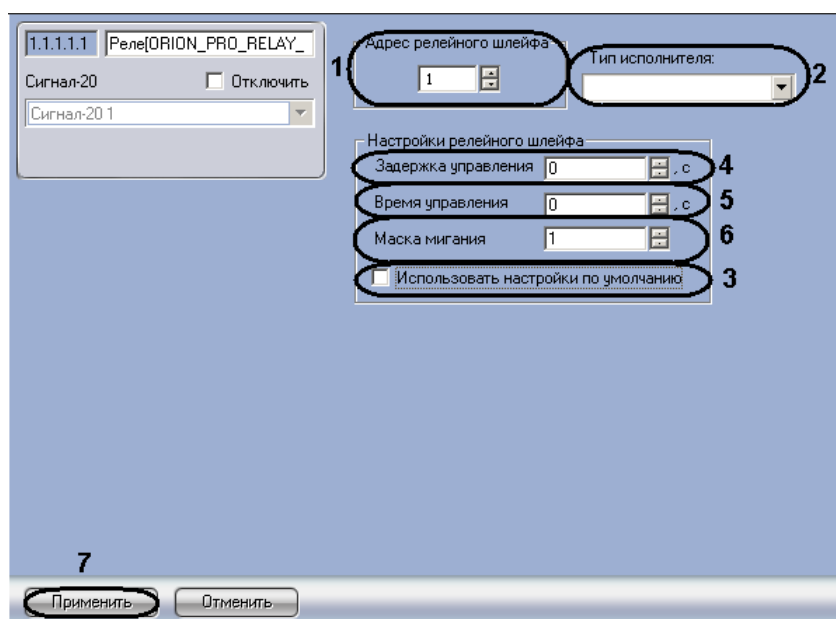 1.1.1.1.1 Реле[ORION_PRO_RELAY_
Сигнал-20 Отключить
Сигнал-20 1
1 Адрес релейного шлейфа
1
Тип исполнителя: 2
Настройки релейного шлейфа
Задержка управления 0 , с 4
Время управления 0 , с 5
Маска мигания 1 6
Использовать настройки по умолчанию 3
7
Применить Отменить